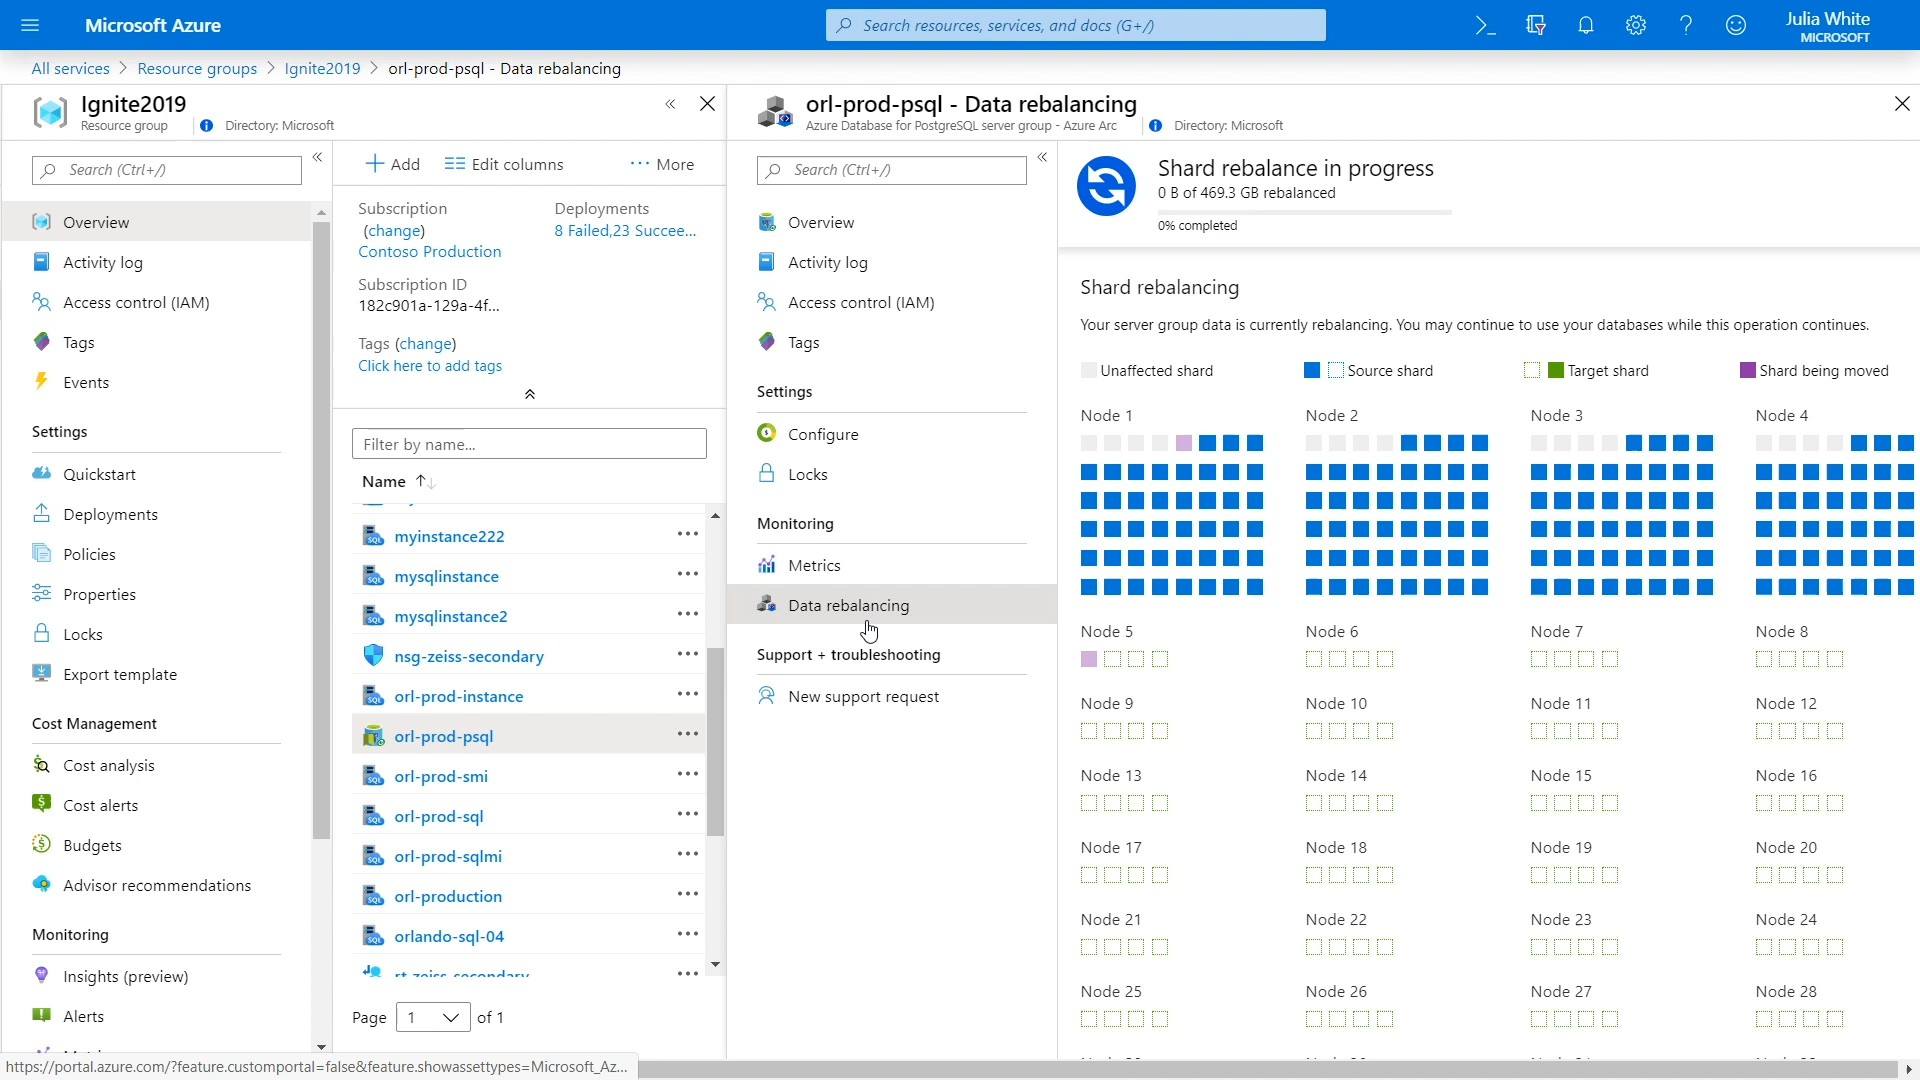 Microsoft Azure
Search resources, services, and docs (G+/)
Julia White
MICROSOFT
All services > Resource groups > Ignite2019 > orl-prod-psql - Data rebalancing
Ignite2019
Resource group
Directory: Microsoft
Search (Ctrl+/)
Overview
Activity log
Access control (IAM)
Tags
Events
Settings
Quickstart
Deployments
Policies
Properties
Locks
Export template
Cost Management
Cost analysis
Cost alerts
Budgets
Advisor recommendations
Monitoring
Insights (preview)
Alerts
Add
Edit columns
More
Subscription
(change)
Contoso Production
Deployments
8 Failed,23 Succee...
Subscription ID
182c901a-129a-4f...
Tags (change)
Click here to add tags
Filter by name...
Name
myinstance222
mysqlinstance
mysqlinstance2
nsg-zeiss-secondary
orl-prod-instance
orl-prod-psql
orl-prod-smi
orl-prod-sql
orl-prod-sqlmi
orl-production
orlando-sql-04
rt-zeiss-secondary
Page 1 of 1
orl-prod-psql - Data rebalancing
Azure Database for PostgreSQL server group - Azure Arc
Directory: Microsoft
Search (Ctrl+/)
Overview
Activity log
Access control (IAM)
Tags
Settings
Configure
Locks
Monitoring
Metrics
Data rebalancing
Support + troubleshooting
New support request
Shard rebalance in progress
0 B of 469.3 GB rebalanced
0% completed
Shard rebalancing
Your server group data is currently rebalancing. You may continue to use your databases while this operation continues.
Unaffected shard
Source shard
Target shard
Shard being moved
Node 1
Node 2
Node 3
Node 4
Node 5
Node 6
Node 7
Node 8
Node 9
Node 10
Node 11
Node 12
Node 13
Node 14
Node 15
Node 16
Node 17
Node 18
Node 19
Node 20
Node 21
Node 22
Node 23
Node 24
Node 25
Node 26
Node 27
Node 28
https://portal.azure.com/?feature.customportal=false&feature.showassettypes=Microsoft_Az...